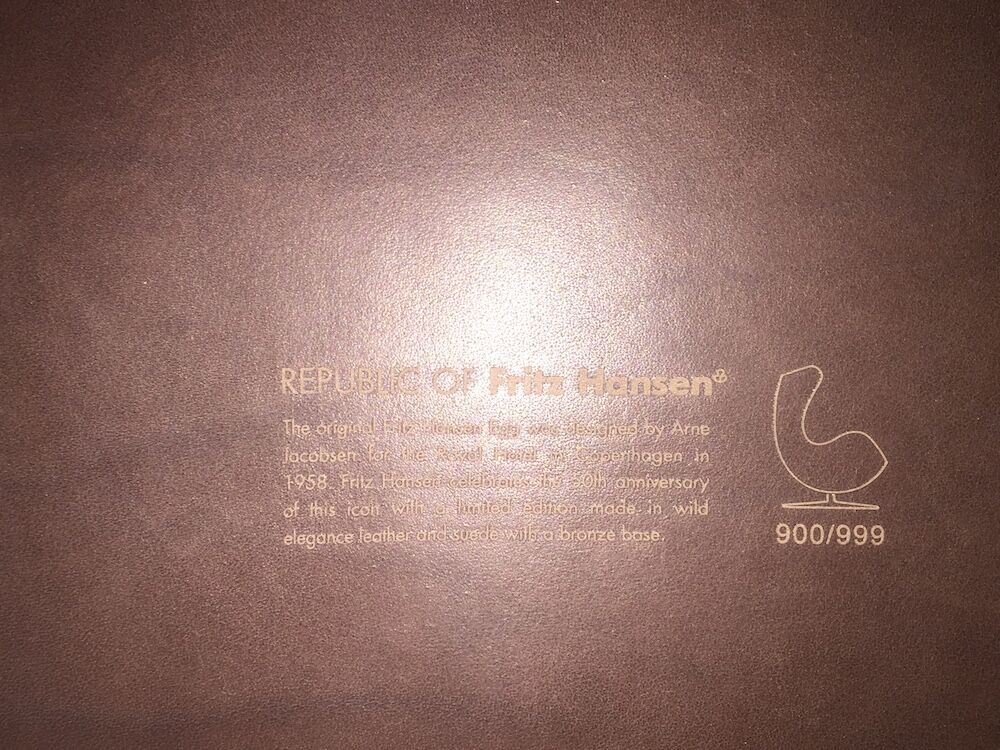 REPUBLIC OF Fritz Hansen®
The original Fritz Hansen Egg was designed by Arne
Jacobsen for the Royal Hotel in Copenhagen in
1958. Fritz Hansen celebrates the 50th anniversary
of this icon with a limited edition made in wild
elegance leather and suede with a bronze base.
900/999